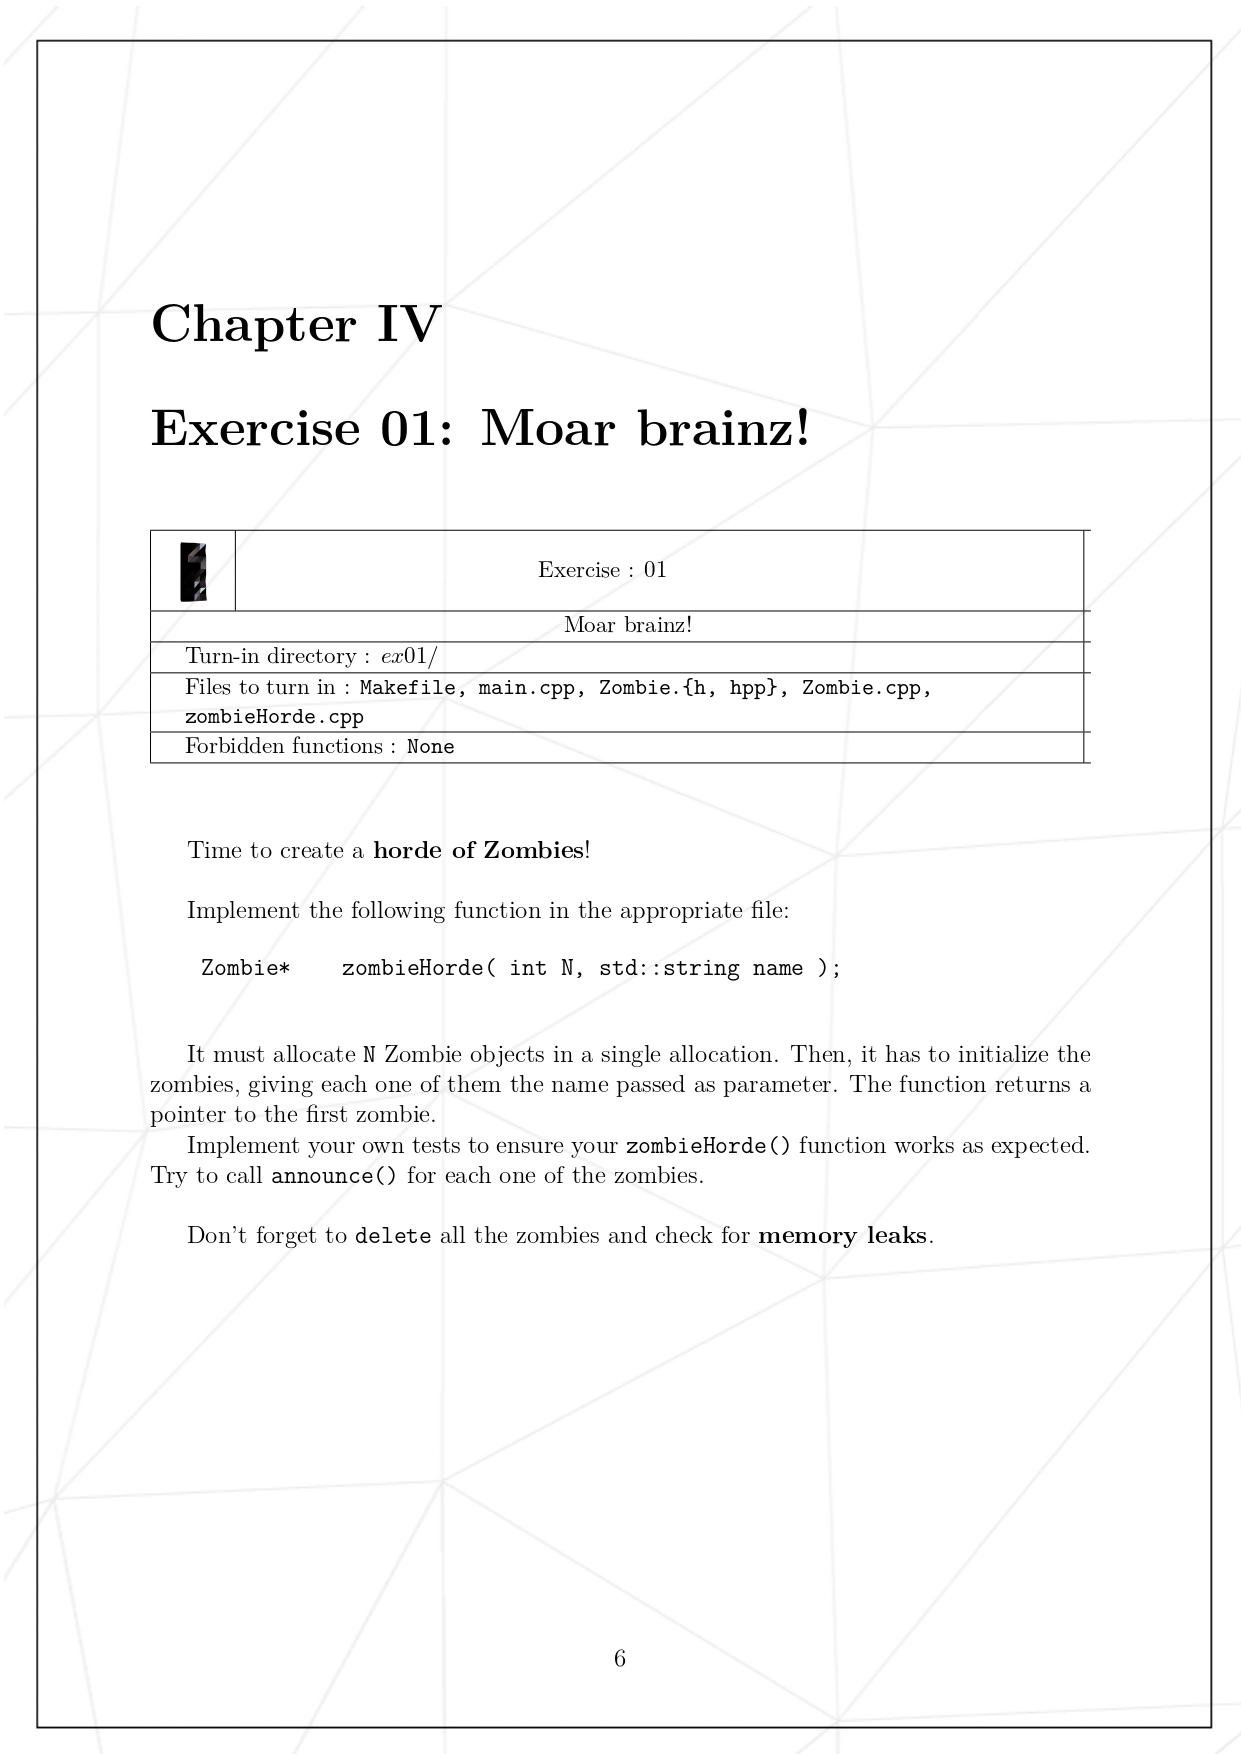 Chapter IV
Exercise 01: Moar brainz!
Exercise : 01
Moar brainz!
Turn-in directory : ex01/
Files to turn in : Makefile, main.cpp, Zombie.{h, hpp}, Zombie.cpp,
zombieHorde.cpp
Forbidden functions : None
Time to create a horde of Zombies!
Implement the following function in the appropriate file:
Zombie* zombieHorde( int N, std::string name );
It must allocate N Zombie objects in a single allocation. Then, it has to initialize the
zombies, giving each one of them the name passed as parameter. The function returns a
pointer to the first zombie.
Implement your own tests to ensure your zombieHorde() function works as expected.
Try to call announce() for each one of the zombies.
Don't forget to delete all the zombies and check for memory leaks.
6